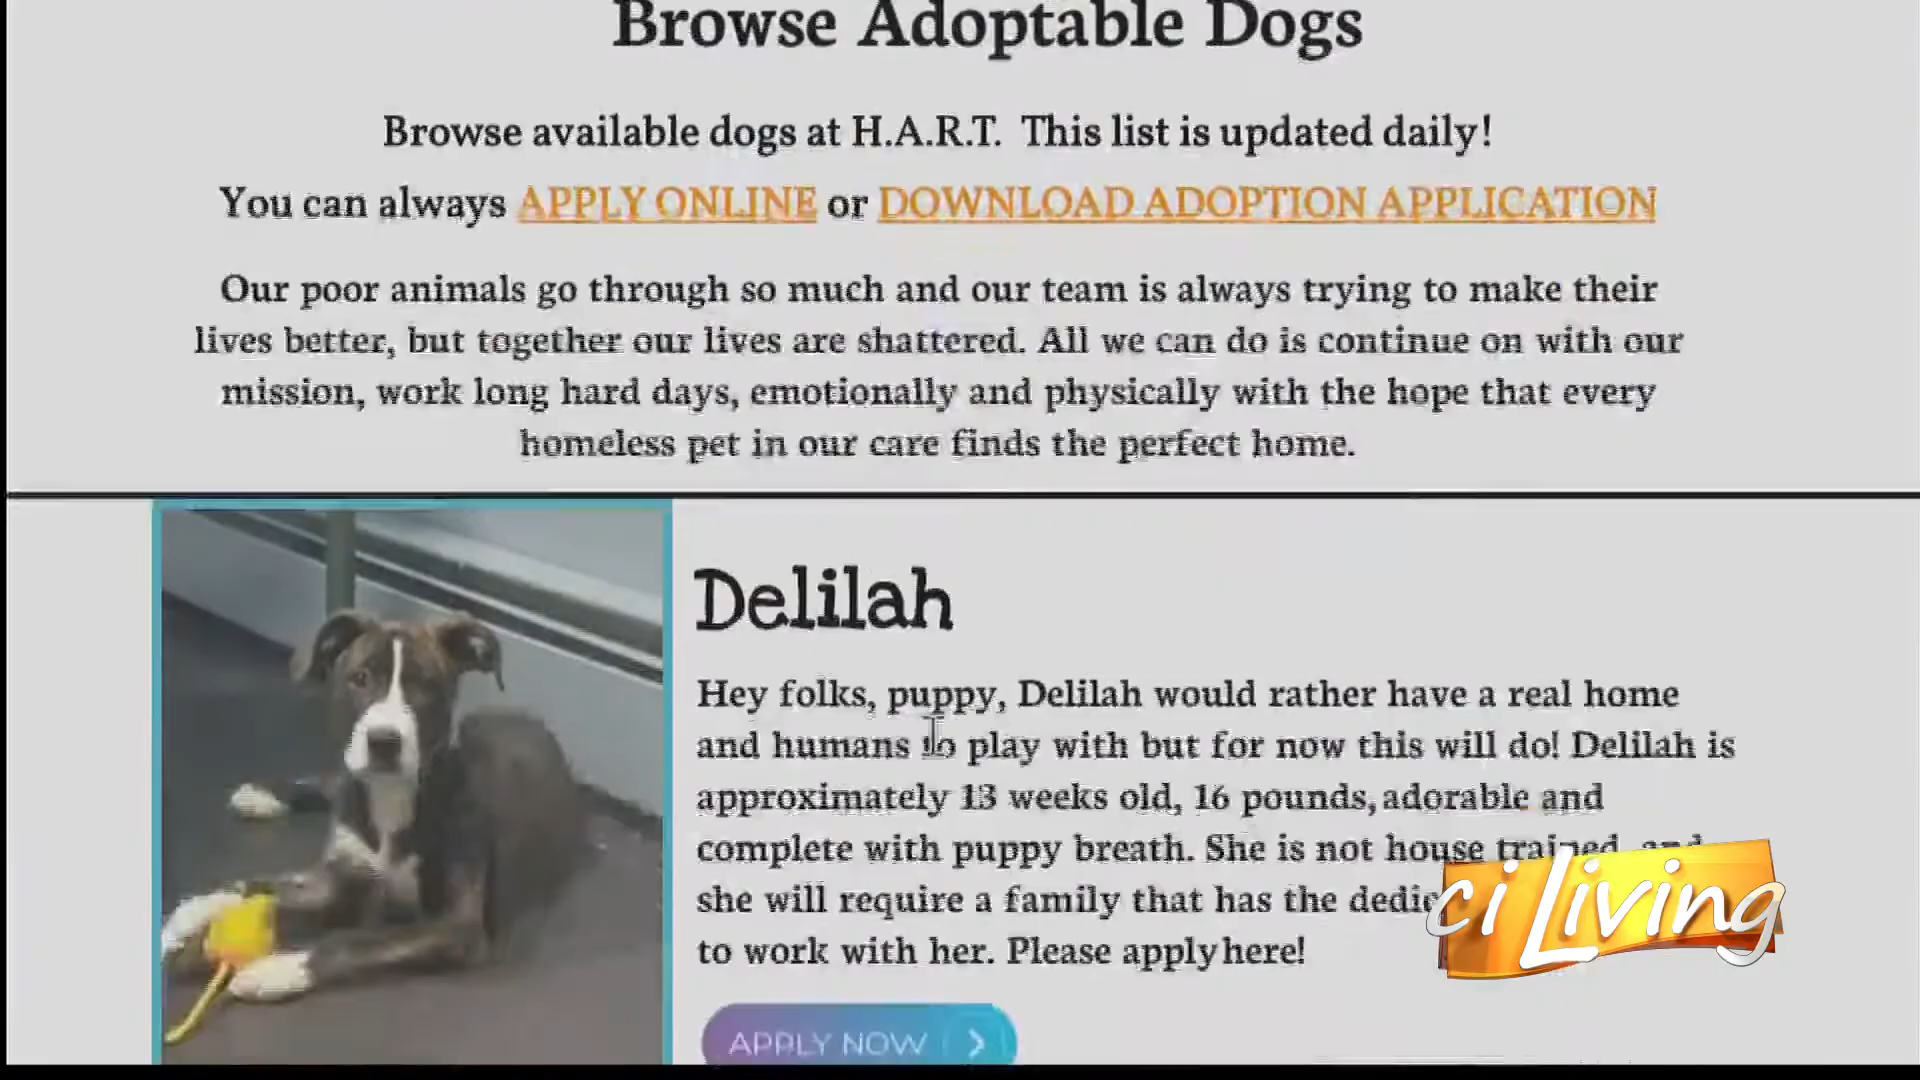 Browse Adoptable Dogs
Browse available dogs at H.A.R.T. This list is updated daily!
You can always APPLY ONLINE or DOWNLOAD ADOPTION APPLICATION
Our poor animals go through so much and our team is always trying to make their
lives better, but together our lives are shattered. All we can do is continue on with our
mission, work long hard days, emotionally and physically with the hope that every
homeless pet in our care finds the perfect home.
Delilah
Hey folks, puppy, Delilah would rather have a real home
and humans to play with but for now this will do! Delilah is
approximately 13 weeks old, 16 pounds, adorable and
complete with puppy breath. She is not house trained, and
she will require a family that has the
to work with her. Please apply here!
ci Living
APPLY NOW